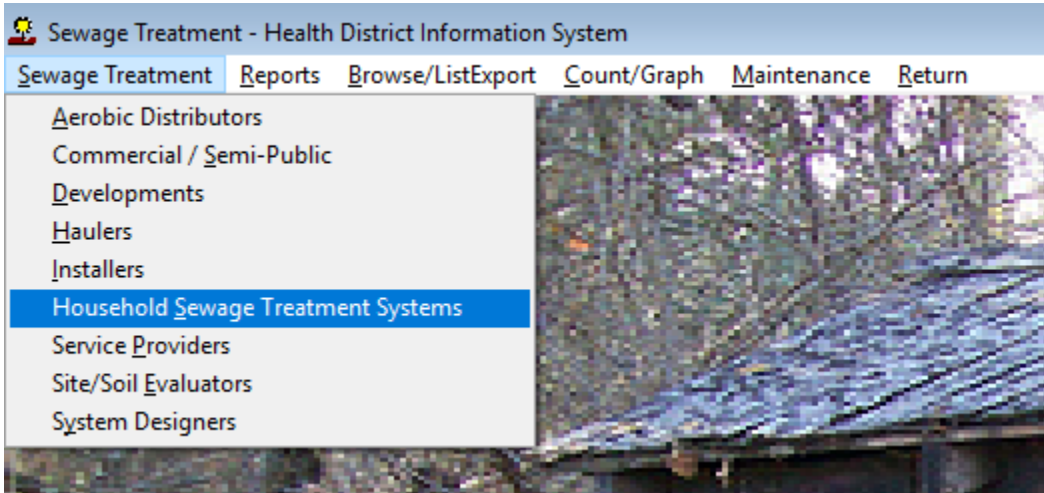 Sewage Treatment - Health District Information System
Sewage Treatment Reports Browse/ListExport Count/Graph Maintenance Return
Aerobic Distributors
Commercial / Semi-Public
Developments
Haulers
Installers
Household Sewage Treatment Systems
Service Providers
Site/Soil Evaluators
System Designers